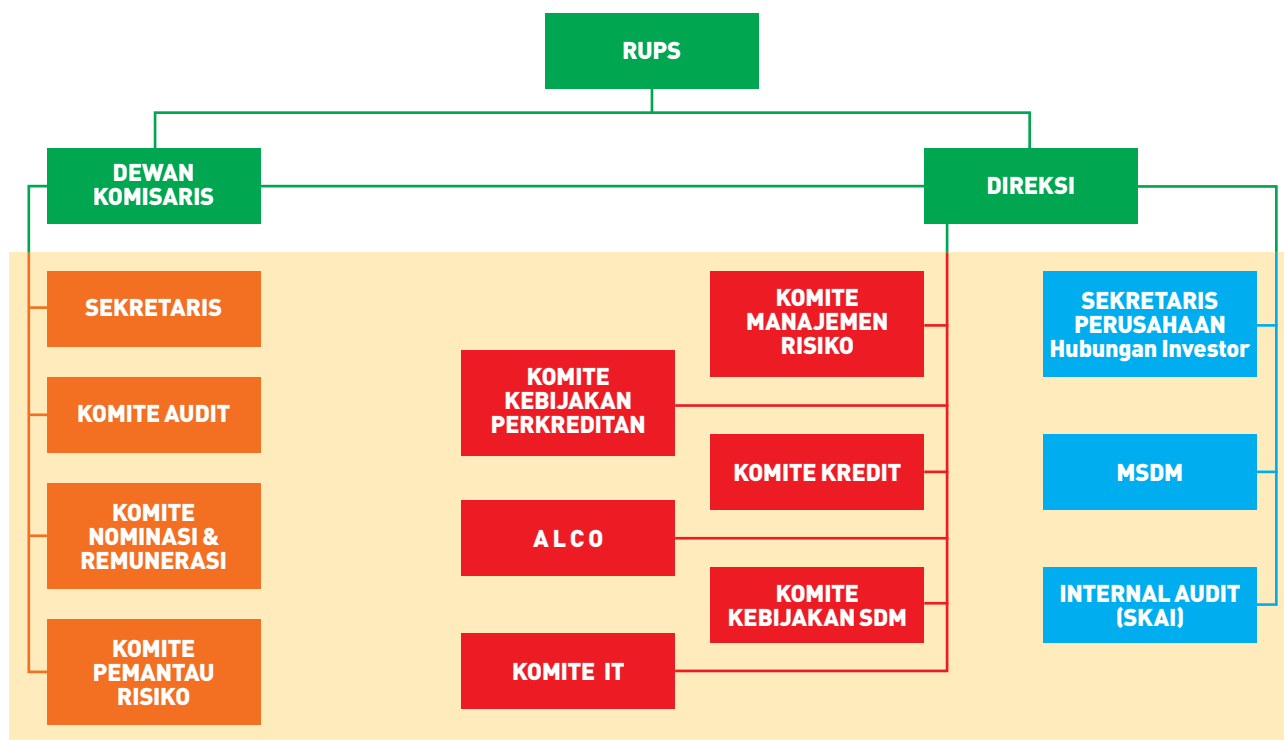 RUPS
DEWAN
KOMISARIS
DIREKSI
SEKRETARIS
KOMITE AUDIT
KOMITE
NOMINASI &
REMUNERASI
KOMITE
PEMANTAU
RISIKO
KOMITE
MANAJEMEN
RISIKO
KOMITE
KEBIJAKAN
PERKREDITAN
KOMITE KREDIT
A L C O
KOMITE
KEBIJAKAN SDM
KOMITE IT
SEKRETARIS
PERUSAHAAN
Hubungan Investor
MSDM
INTERNAL AUDIT
(SKAI)